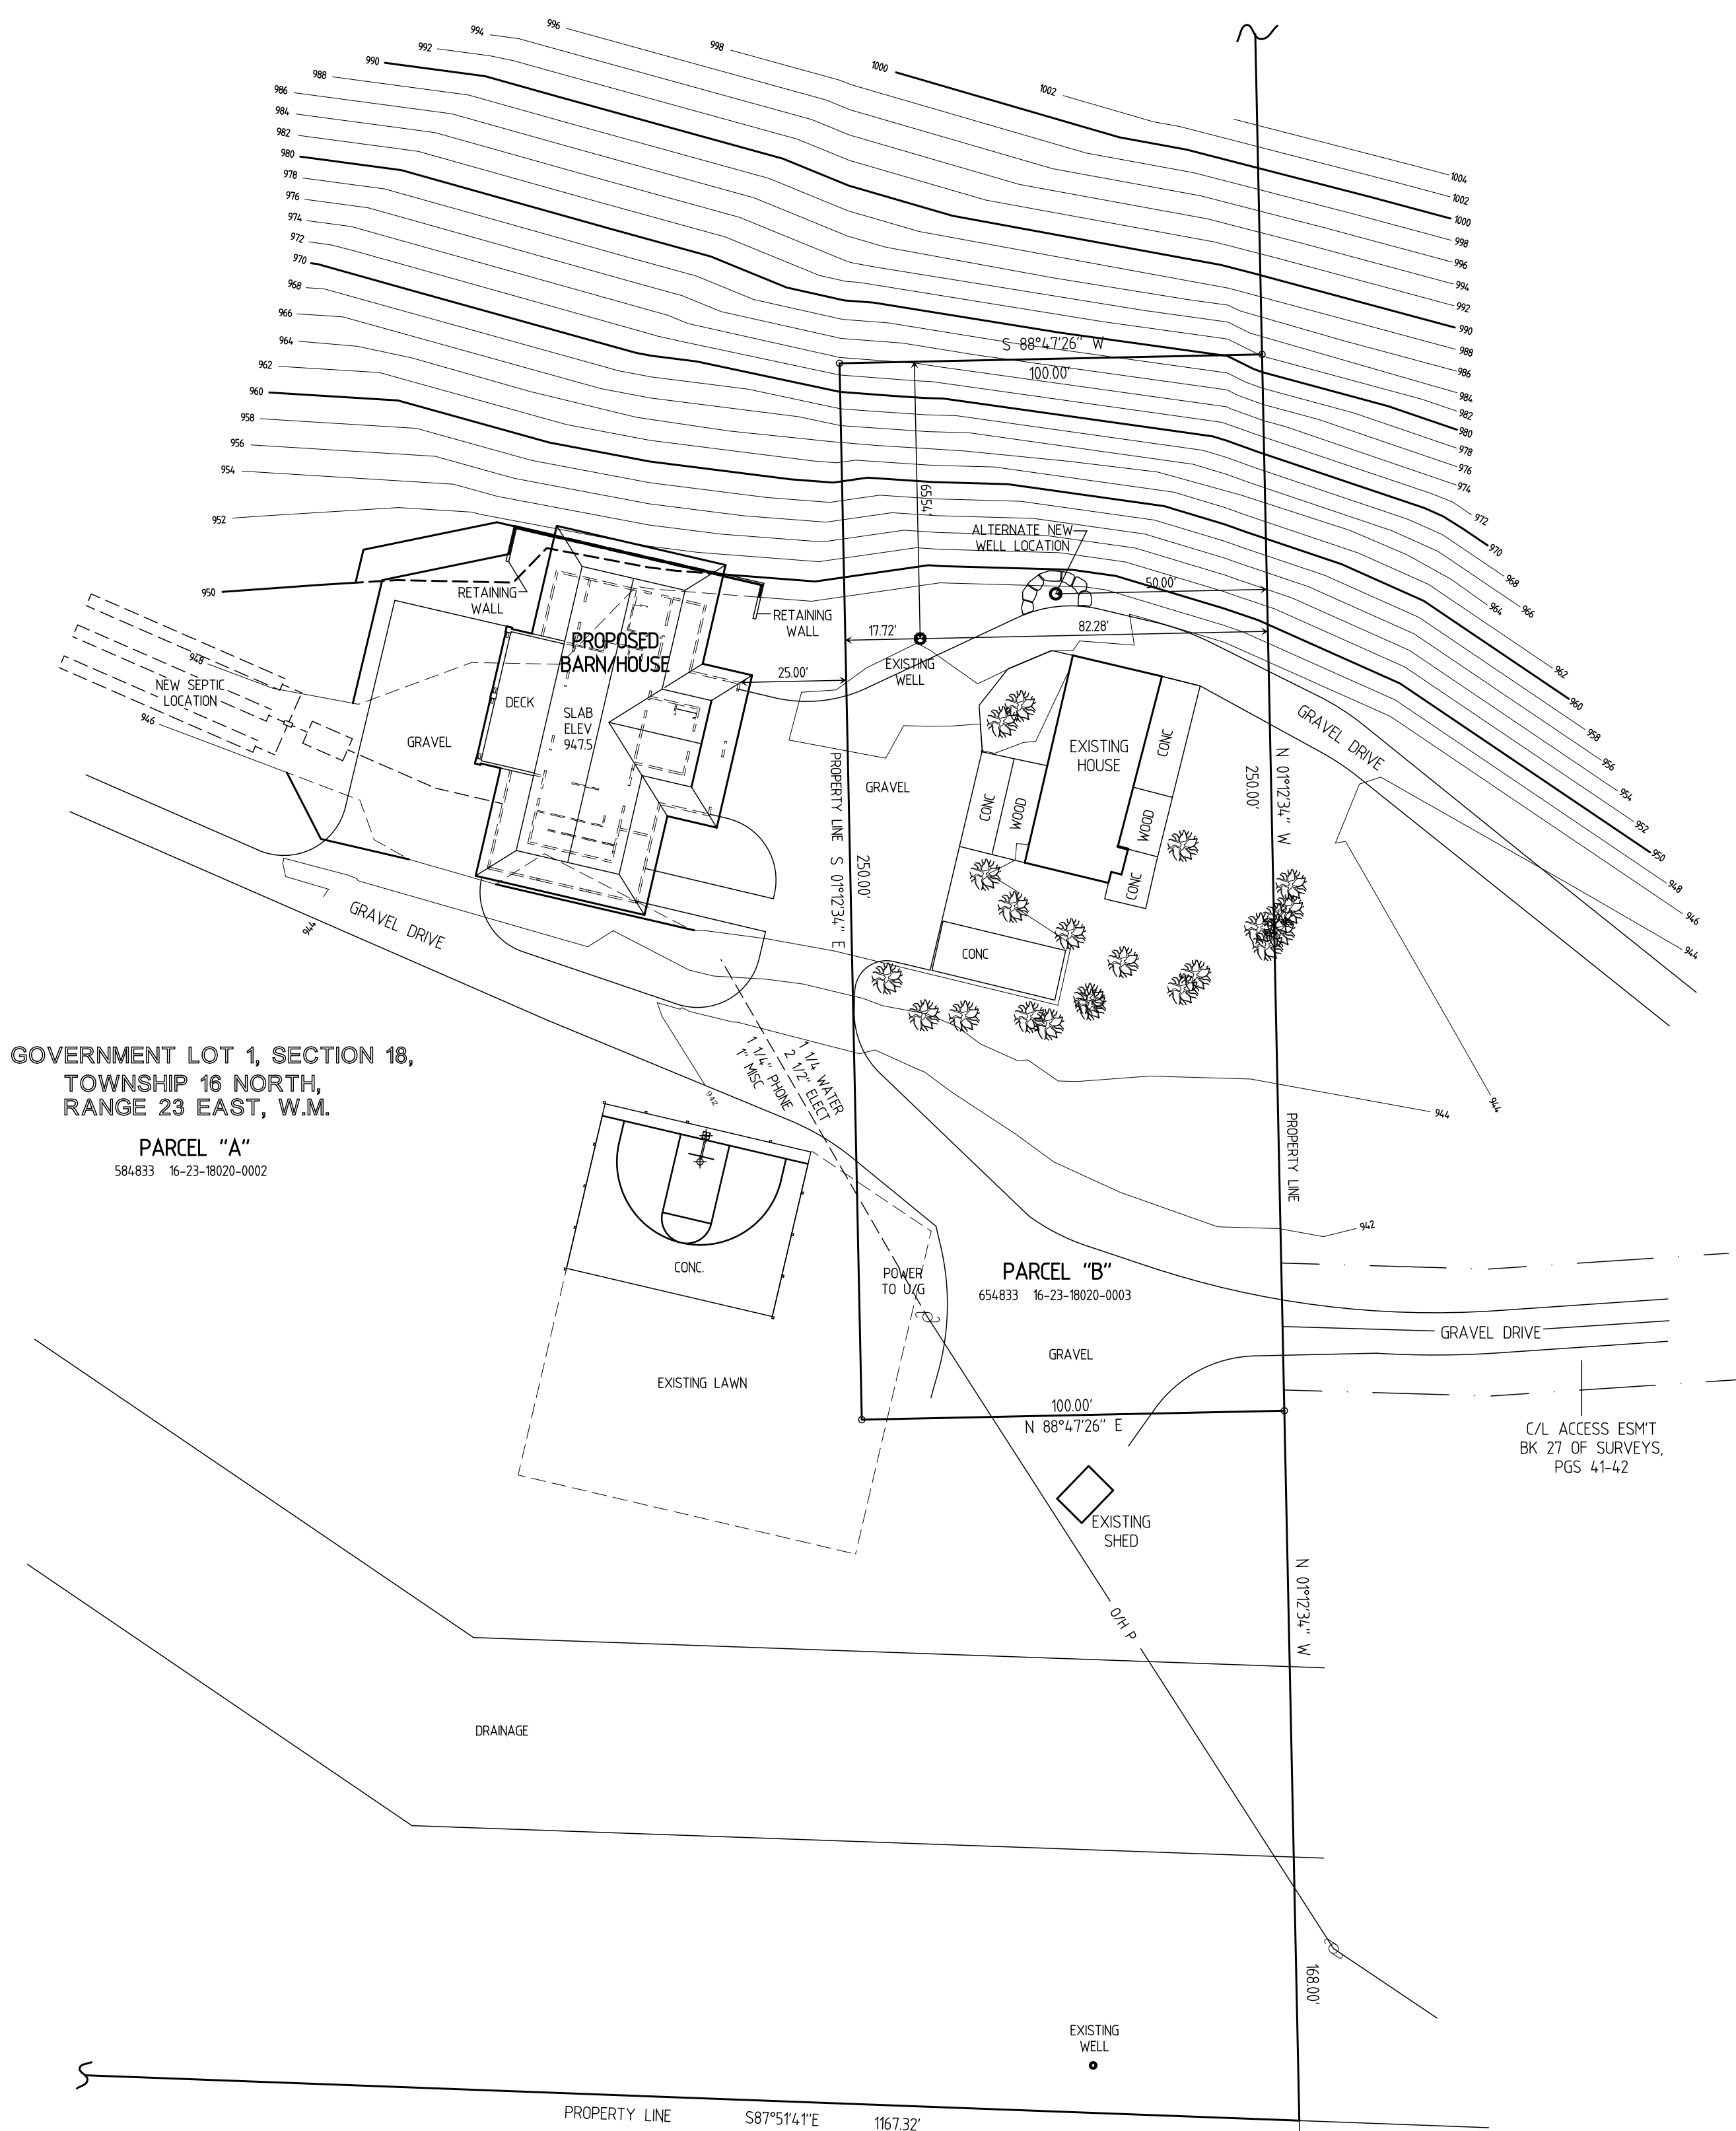 996
994
998
992
990
1000
988
1002
986
984
982
980
978
976
974
972
970
968
966
964
962
960
958
956
954
952
950
1004
1002
1000
998
996
994
992
990
988
986
984
982
980
978
976
974
972
970
968
966
964
962
960
958
956
954
952
950
948
946
944
S 88°47'26" W
100.00'
65.54'
ALTERNATE NEW
WELL LOCATION
50.00'
17.72'
82.28'
25.00'
EXISTING
WELL
RETAINING
WALL
RETAINING
WALL
PROPOSED
BARN/HOUSE
DECK
SLAB
ELEV
947.5
GRAVEL
948
NEW SEPTIC
LOCATION
946
GRAVEL DRIVE
944
GRAVEL
EXISTING
HOUSE
CONC
CONC
WOOD
WOOD
CONC
CONC
GRAVEL DRIVE
PROPERTY LINE S 01°12'34" E
250.00'
N 01°12'34" W
250.00'
GOVERNMENT LOT 1, SECTION 18,
TOWNSHIP 16 NORTH,
RANGE 23 EAST, W.M.
PARCEL "A"
584833 16-23-18020-0002
942
1 1/4 WATER
2 1/2" ELECT
1 1/4" PHONE
1" MISC
944
944
PROPERTY LINE
942
CONC.
POWER
TO U/G
PARCEL "B"
654833 16-23-18020-0003
GRAVEL
GRAVEL DRIVE
EXISTING LAWN
100.00'
N 88°47'26" E
C/L ACCESS ESM'T
BK 27 OF SURVEYS,
PGS 41-42
EXISTING
SHED
N 01°12'34" W
O/H P
DRAINAGE
168.00'
EXISTING
WELL
PROPERTY LINE S87°51'41"E 1167.32'